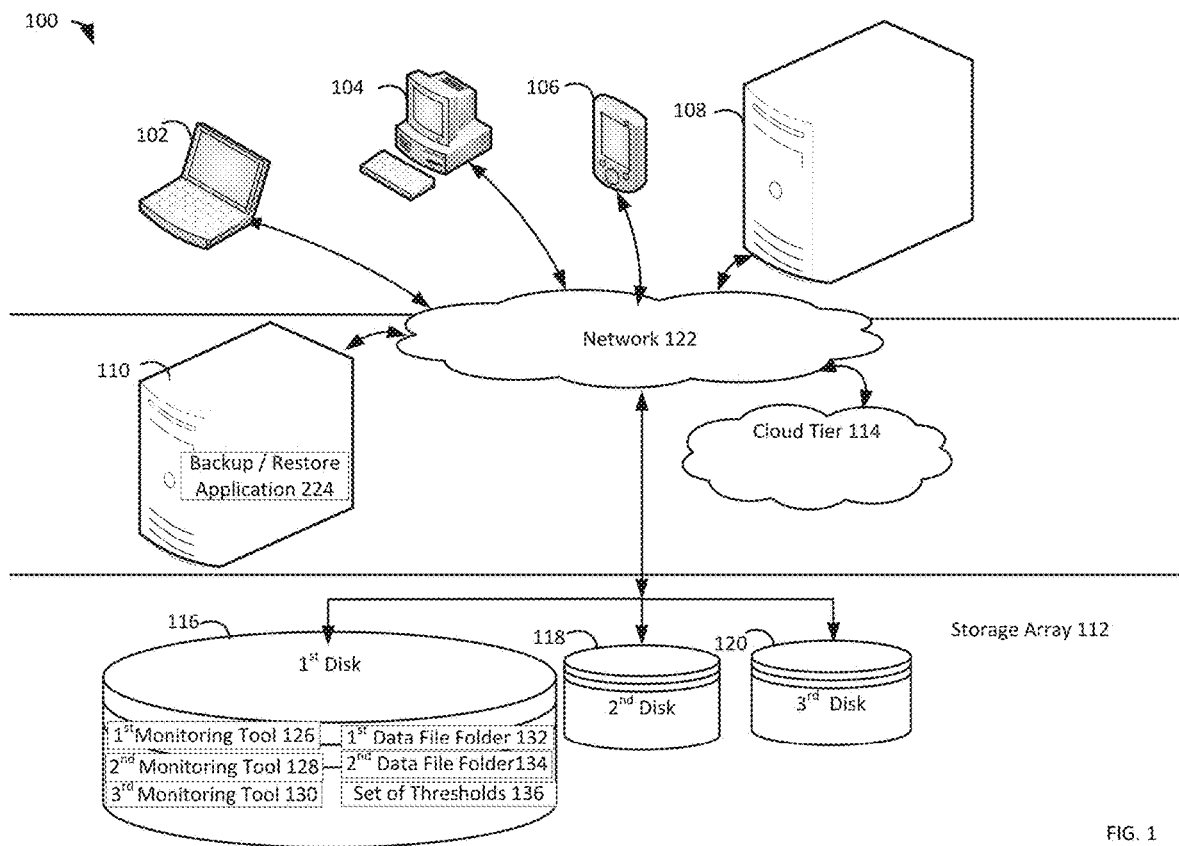 100
102
104
106
108
Network 122
110
Cloud Tier 114
Backup / Restore
Application 224
116
1st Disk
118
2nd Disk
120
3rd Disk
Storage Array 112
1st Monitoring Tool 126
1st Data File Folder 132
2nd Monitoring Tool 128
2nd Data File Folder134
3rd Monitoring Tool 130
Set of Thresholds 136
FIG. 1